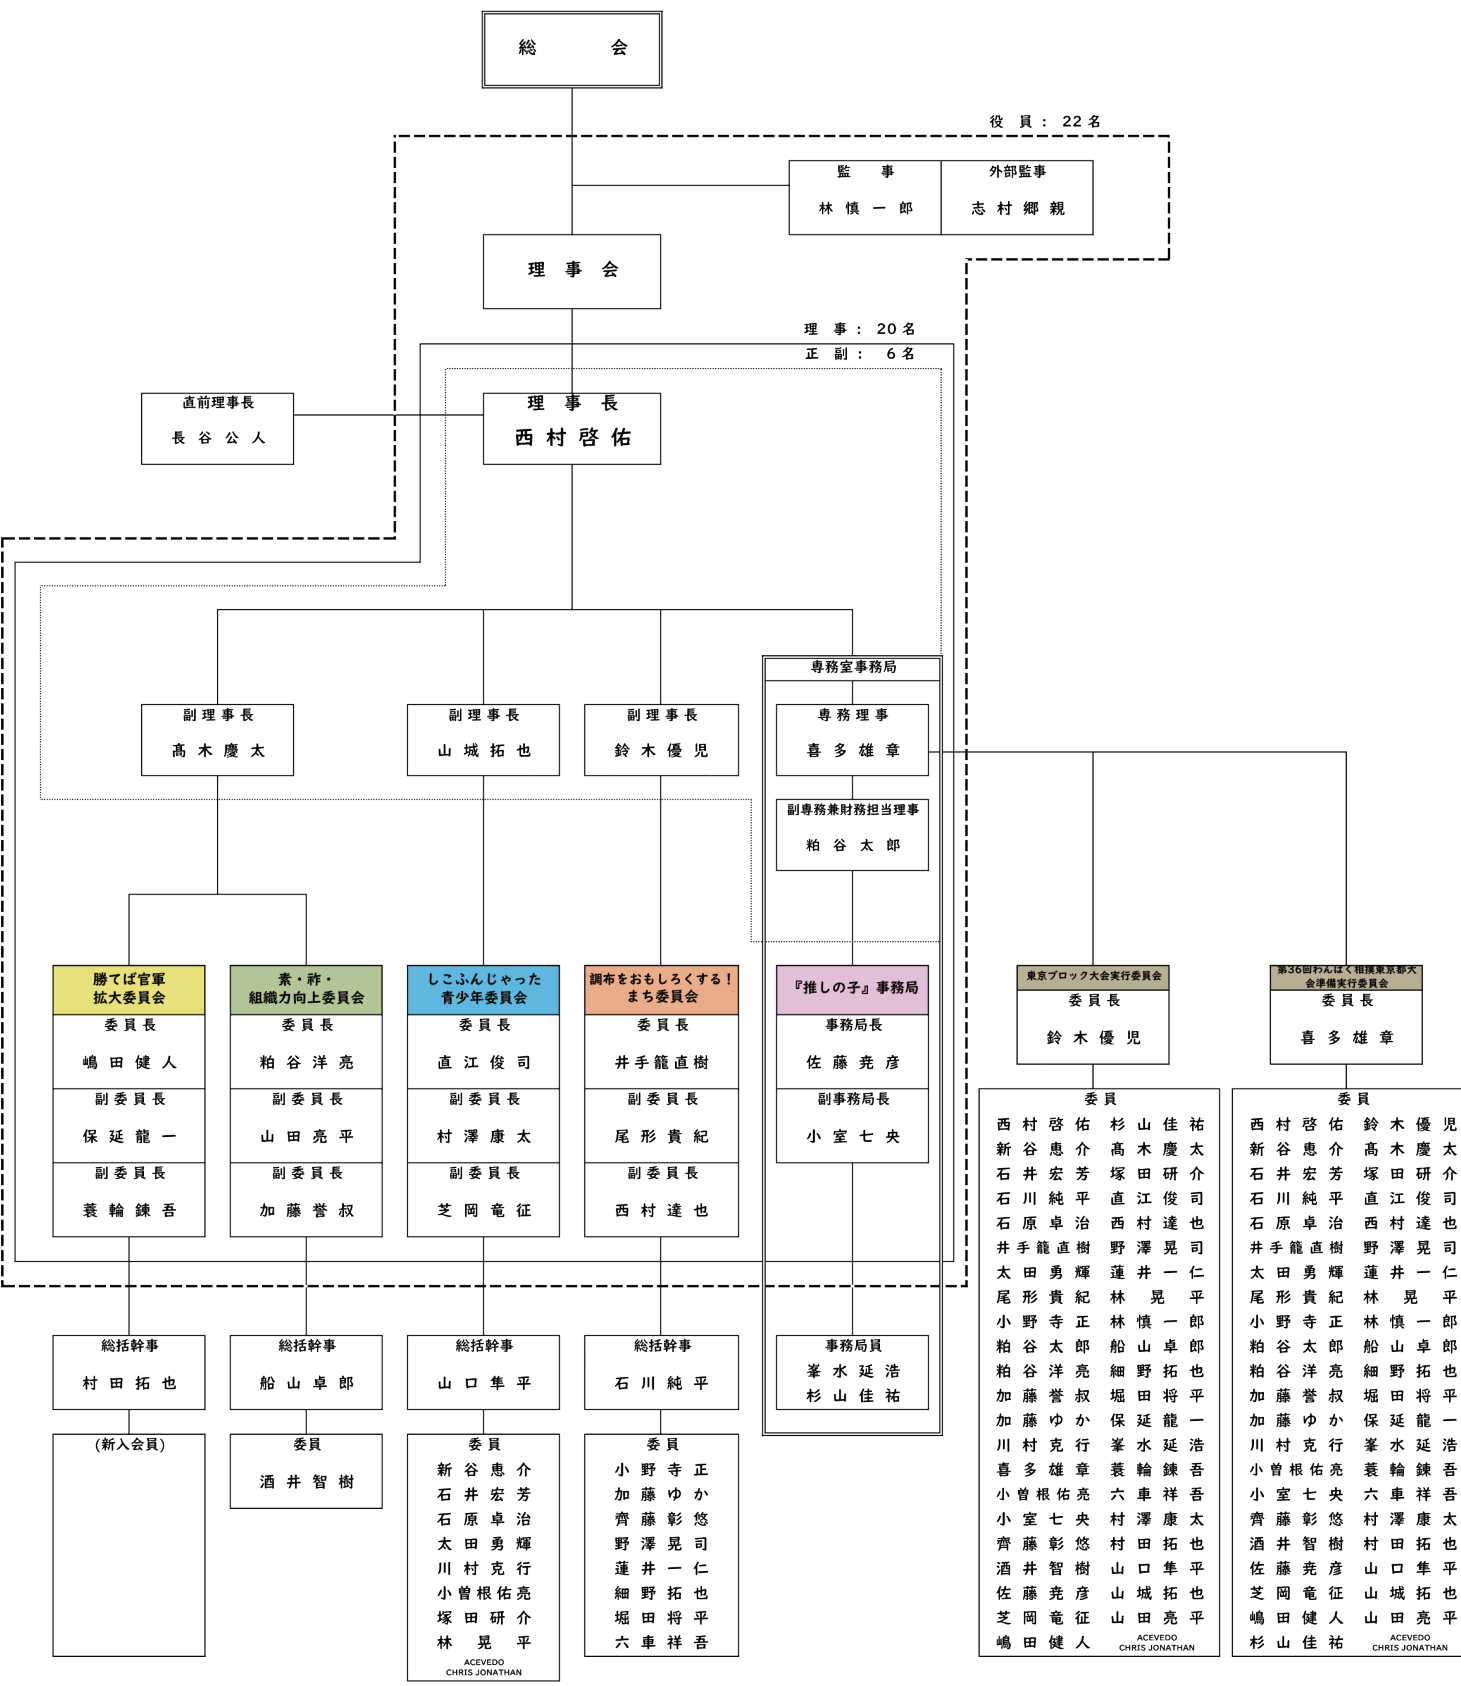 総　会
役　員 ： 22 名
監　事
林 慎 一 郎
外部監事
志 村 郷 親
理 事 会
理　事 ： 20 名
正　副 ： 6 名
直前理事長
長 谷 公 人
理 事 長
西 村 啓 佑
専務室事務局
副 理 事 長
髙 木 慶 太
副 理 事 長
山 城 拓 也
副 理 事 長
鈴 木 優 児
専 務 理 事
喜 多 雄 章
副専務兼財務担当理事
粕 谷 太 郎
勝てば官軍
拡大委員会
委 員 長
嶋 田 健 人
副 委 員 長
保 延 龍 一
副 委 員 長
蓑 輪 錬 吾
総括幹事
村 田 拓 也
(新入会員)
素・祚・
組織力向上委員会
委 員 長
粕 谷 洋 亮
副 委 員 長
山 田 亮 平
副 委 員 長
加 藤 誉 叔
総括幹事
船 山 卓 郎
委 員
酒 井 智 樹
しこふんじゃった
青少年委員会
委 員 長
直 江 俊 司
副 委 員 長
村 澤 康 太
副 委 員 長
芝 岡 竜 征
総括幹事
山 口 隼 平
委 員
新 谷 恵 介
石 井 宏 芳
石 原 卓 治
太 田 勇 輝
川 村 克 行
小 曽 根 佑 亮
塚 田 研 介
林　晃　平
ACEVEDO
CHRIS JONATHAN
調布をおもしろくする！
まち委員会
委 員 長
井 手 籠 直 樹
副 委 員 長
尾 形 貴 紀
副 委 員 長
西 村 達 也
総括幹事
石 川 純 平
委 員
小 野 寺 正
加 藤 ゆ か
齊 藤 彰 悠
野 澤 晃 司
蓮 井 一 仁
細 野 拓 也
堀 田 将 平
六 車 祥 吾
『推しの子』事務局
事務局長
佐 藤 尭 彦
副事務局長
小 室 七 央
事務局員
峯 水 延 浩
杉 山 佳 祐
東京ブロック大会実行委員会
委 員 長
鈴 木 優 児
委 員
西 村 啓 佑　杉 山 佳 祐
新 谷 恵 介　髙 木 慶 太
石 井 宏 芳　塚 田 研 介
石 川 純 平　直 江 俊 司
石 原 卓 治　西 村 達 也
井 手 籠 直 樹　野 澤 晃 司
太 田 勇 輝　蓮 井 一 仁
尾 形 貴 紀　林　晃　平
小 野 寺 正　林 慎 一 郎
粕 谷 太 郎　船 山 卓 郎
粕 谷 洋 亮　細 野 拓 也
加 藤 誉 叔　堀 田 将 平
加 藤 ゆ か　保 延 龍 一
川 村 克 行　峯 水 延 浩
喜 多 雄 章　蓑 輪 錬 吾
小 曽 根 佑 亮　六 車 祥 吾
小 室 七 央　村 澤 康 太
齊 藤 彰 悠　村 田 拓 也
酒 井 智 樹　山 口 隼 平
佐 藤 尭 彦　山 城 拓 也
芝 岡 竜 征　山 田 亮 平
嶋 田 健 人　ACEVEDO
CHRIS JONATHAN
第36回わんぱく相撲東京都大
会準備実行委員会
委 員 長
喜 多 雄 章
委 員
西 村 啓 佑　鈴 木 優 児
新 谷 恵 介　髙 木 慶 太
石 井 宏 芳　塚 田 研 介
石 川 純 平　直 江 俊 司
石 原 卓 治　西 村 達 也
井 手 籠 直 樹　野 澤 晃 司
太 田 勇 輝　蓮 井 一 仁
尾 形 貴 紀　林　晃　平
小 野 寺 正　林 慎 一 郎
粕 谷 太 郎　船 山 卓 郎
粕 谷 洋 亮　細 野 拓 也
加 藤 誉 叔　堀 田 将 平
加 藤 ゆ か　保 延 龍 一
川 村 克 行　峯 水 延 浩
小 曽 根 佑 亮　蓑 輪 錬 吾
小 室 七 央　六 車 祥 吾
齊 藤 彰 悠　村 澤 康 太
酒 井 智 樹　村 田 拓 也
佐 藤 尭 彦　山 口 隼 平
芝 岡 竜 征　山 城 拓 也
嶋 田 健 人　山 田 亮 平
杉 山 佳 祐　ACEVEDO
CHRIS JONATHAN